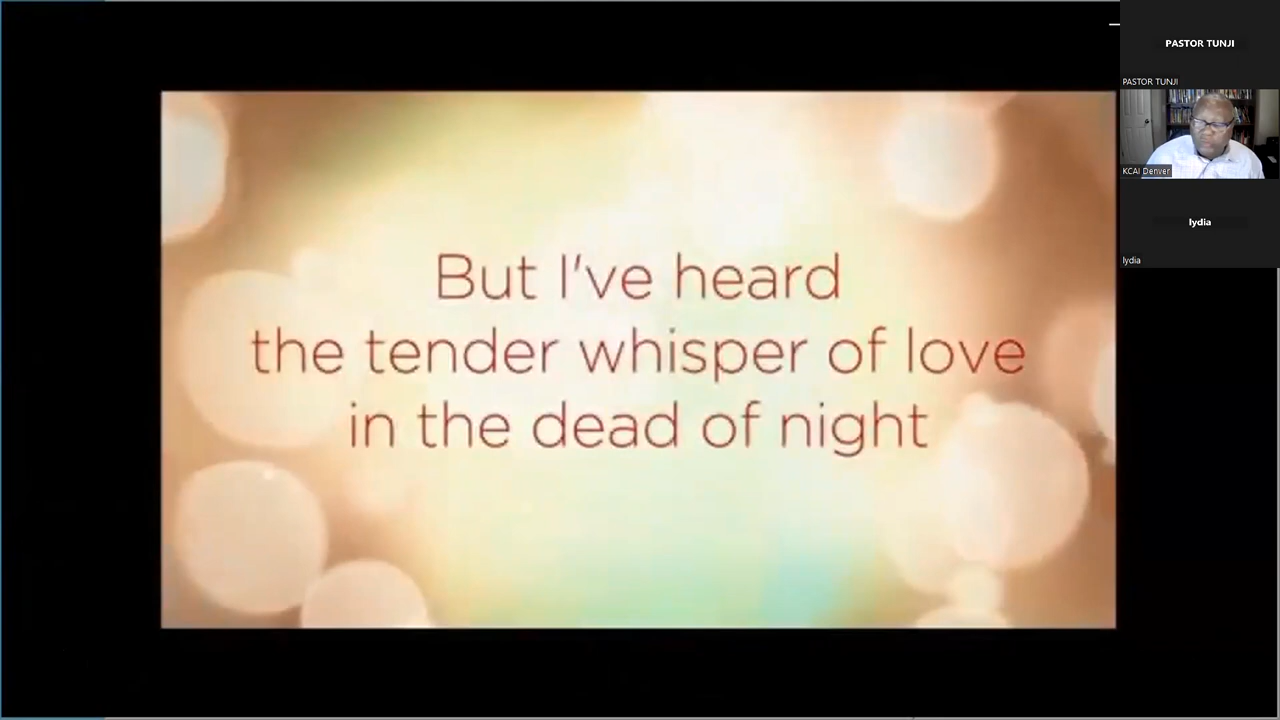 But I've heard
the tender whisper of love
in the dead of night
PASTOR TUNJI
PASTOR TUNJI
KCAI Denver
lydia
lydia